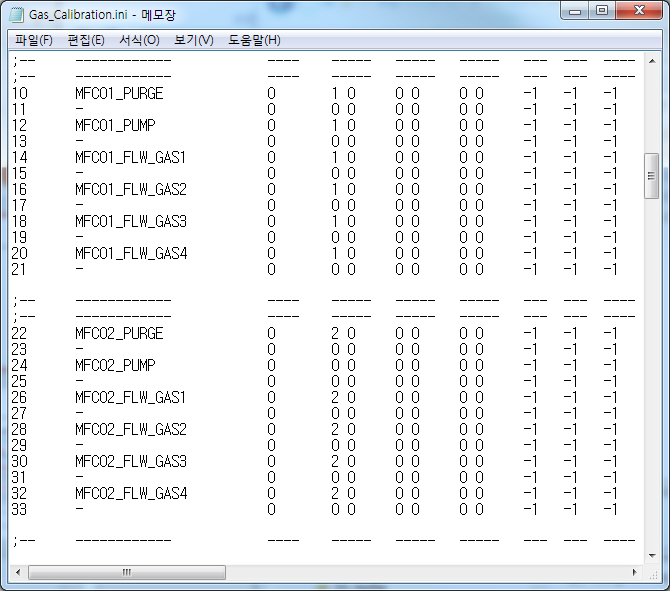 Gas_Calibration.ini - 메모장
파일(F) 편집(E) 서식(O) 보기(V) 도움말(H)
;-- ------------ ---- ----- ----- ----- --- --- ----
;-- ------------ ---- ----- ----- ----- --- --- ----
10 MFC01_PURGE 0 1 0 0 0 0 0 -1 -1 -1
11 - 0 0 0 0 0 0 0 -1 -1 -1
12 MFC01_PUMP 0 1 0 0 0 0 0 -1 -1 -1
13 - 0 0 0 0 0 0 0 -1 -1 -1
14 MFC01_FLW_GAS1 0 1 0 0 0 0 0 -1 -1 -1
15 - 0 0 0 0 0 0 0 -1 -1 -1
16 MFC01_FLW_GAS2 0 1 0 0 0 0 0 -1 -1 -1
17 - 0 0 0 0 0 0 0 -1 -1 -1
18 MFC01_FLW_GAS3 0 1 0 0 0 0 0 -1 -1 -1
19 - 0 0 0 0 0 0 0 -1 -1 -1
20 MFC01_FLW_GAS4 0 1 0 0 0 0 0 -1 -1 -1
21 - 0 0 0 0 0 0 0 -1 -1 -1
;-- ------------ ---- ----- ----- ----- --- --- ----
;-- ------------ ---- ----- ----- ----- --- --- ----
22 MFC02_PURGE 0 2 0 0 0 0 0 -1 -1 -1
23 - 0 0 0 0 0 0 0 -1 -1 -1
24 MFC02_PUMP 0 2 0 0 0 0 0 -1 -1 -1
25 - 0 0 0 0 0 0 0 -1 -1 -1
26 MFC02_FLW_GAS1 0 2 0 0 0 0 0 -1 -1 -1
27 - 0 0 0 0 0 0 0 -1 -1 -1
28 MFC02_FLW_GAS2 0 2 0 0 0 0 0 -1 -1 -1
29 - 0 0 0 0 0 0 0 -1 -1 -1
30 MFC02_FLW_GAS3 0 2 0 0 0 0 0 -1 -1 -1
31 - 0 0 0 0 0 0 0 -1 -1 -1
32 MFC02_FLW_GAS4 0 2 0 0 0 0 0 -1 -1 -1
33 - 0 0 0 0 0 0 0 -1 -1 -1
;-- ------------ ---- ----- ----- ----- --- --- ----